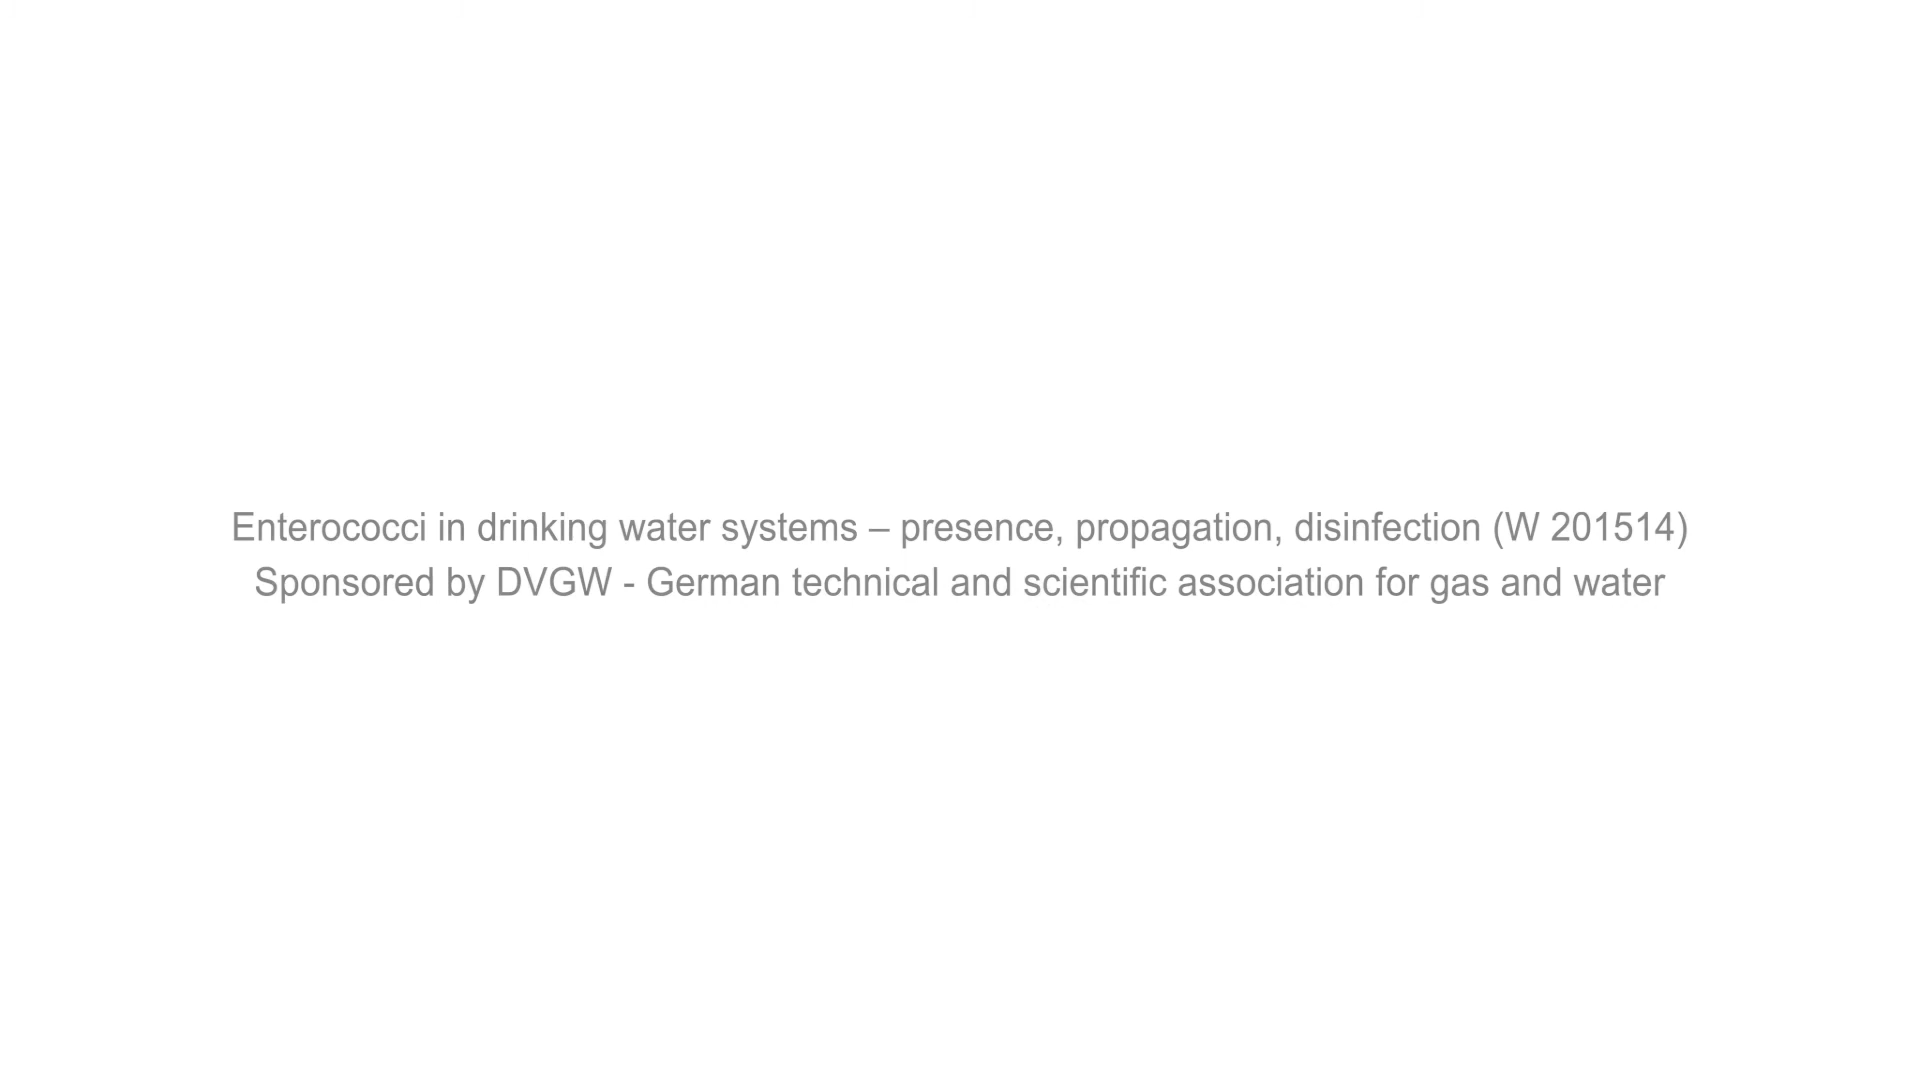 Enterococci in drinking water systems – presence, propagation, disinfection (W 201514)
Sponsored by DVGW - German technical and scientific association for gas and water